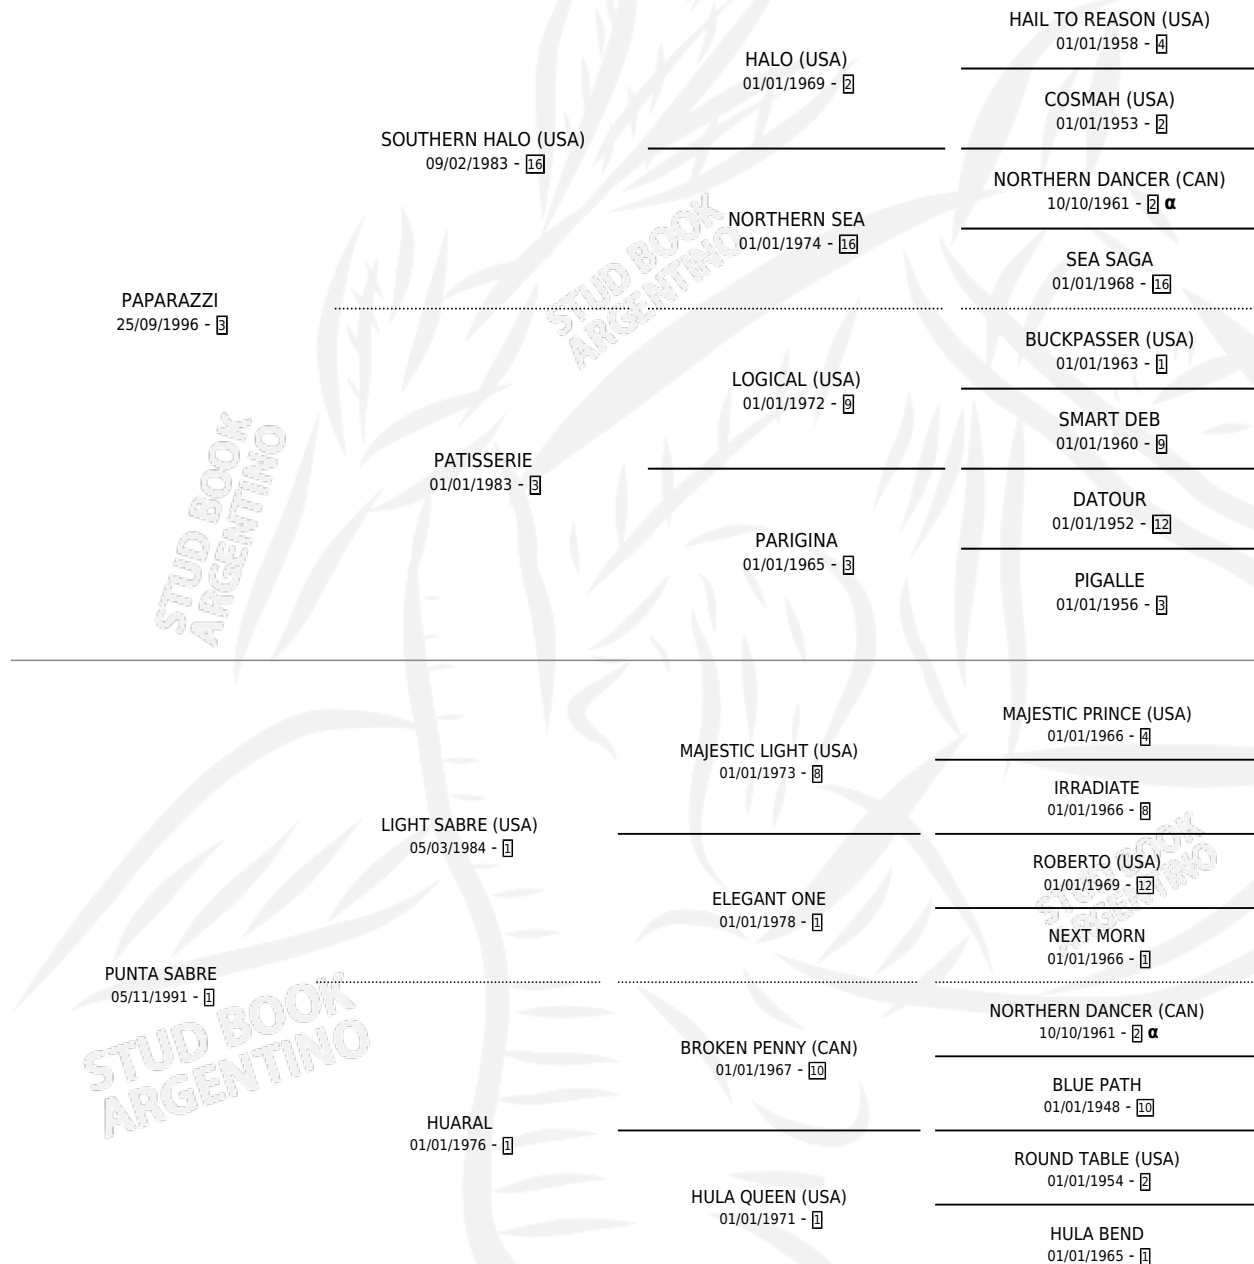 HAIL TO REASON (USA)
01/01/1958 - 4
HALO (USA)
01/01/1969 - 2
COSMAH (USA)
01/01/1953 - 2
SOUTHERN HALO (USA)
09/02/1983 - 16
NORTHERN DANCER (CAN)
10/10/1961 - 2 α
NORTHERN SEA
01/01/1974 - 16
SEA SAGA
01/01/1968 - 16
PAPARAZZI
25/09/1996 - 3
BUCKPASSER (USA)
01/01/1963 - 1
LOGICAL (USA)
01/01/1972 - 9
SMART DEB
01/01/1960 - 9
PATISSERIE
01/01/1983 - 3
DATOUR
01/01/1952 - 12
PARIGINA
01/01/1965 - 3
PIGALLE
01/01/1956 - 3
MAJESTIC PRINCE (USA)
01/01/1966 - 4
MAJESTIC LIGHT (USA)
01/01/1973 - 8
IRRADIATE
01/01/1966 - 8
LIGHT SABRE (USA)
05/03/1984 - 1
ROBERTO (USA)
01/01/1969 - 12
ELEGANT ONE
01/01/1978 - 1
NEXT MORN
01/01/1966 - 1
PUNTA SABRE
05/11/1991 - 1
NORTHERN DANCER (CAN)
10/10/1961 - 2 α
BROKEN PENNY (CAN)
01/01/1967 - 10
BLUE PATH
01/01/1948 - 10
HUARAL
01/01/1976 - 1
ROUND TABLE (USA)
01/01/1954 - 2
HULA QUEEN (USA)
01/01/1971 - 1
HULA BEND
01/01/1965 - 1
STUD BOOK
ARGENTINO
STUD BOOK
ARGENTINO
STUD BOOK
ARGENTINO
STUD BOOK
ARGENTINO